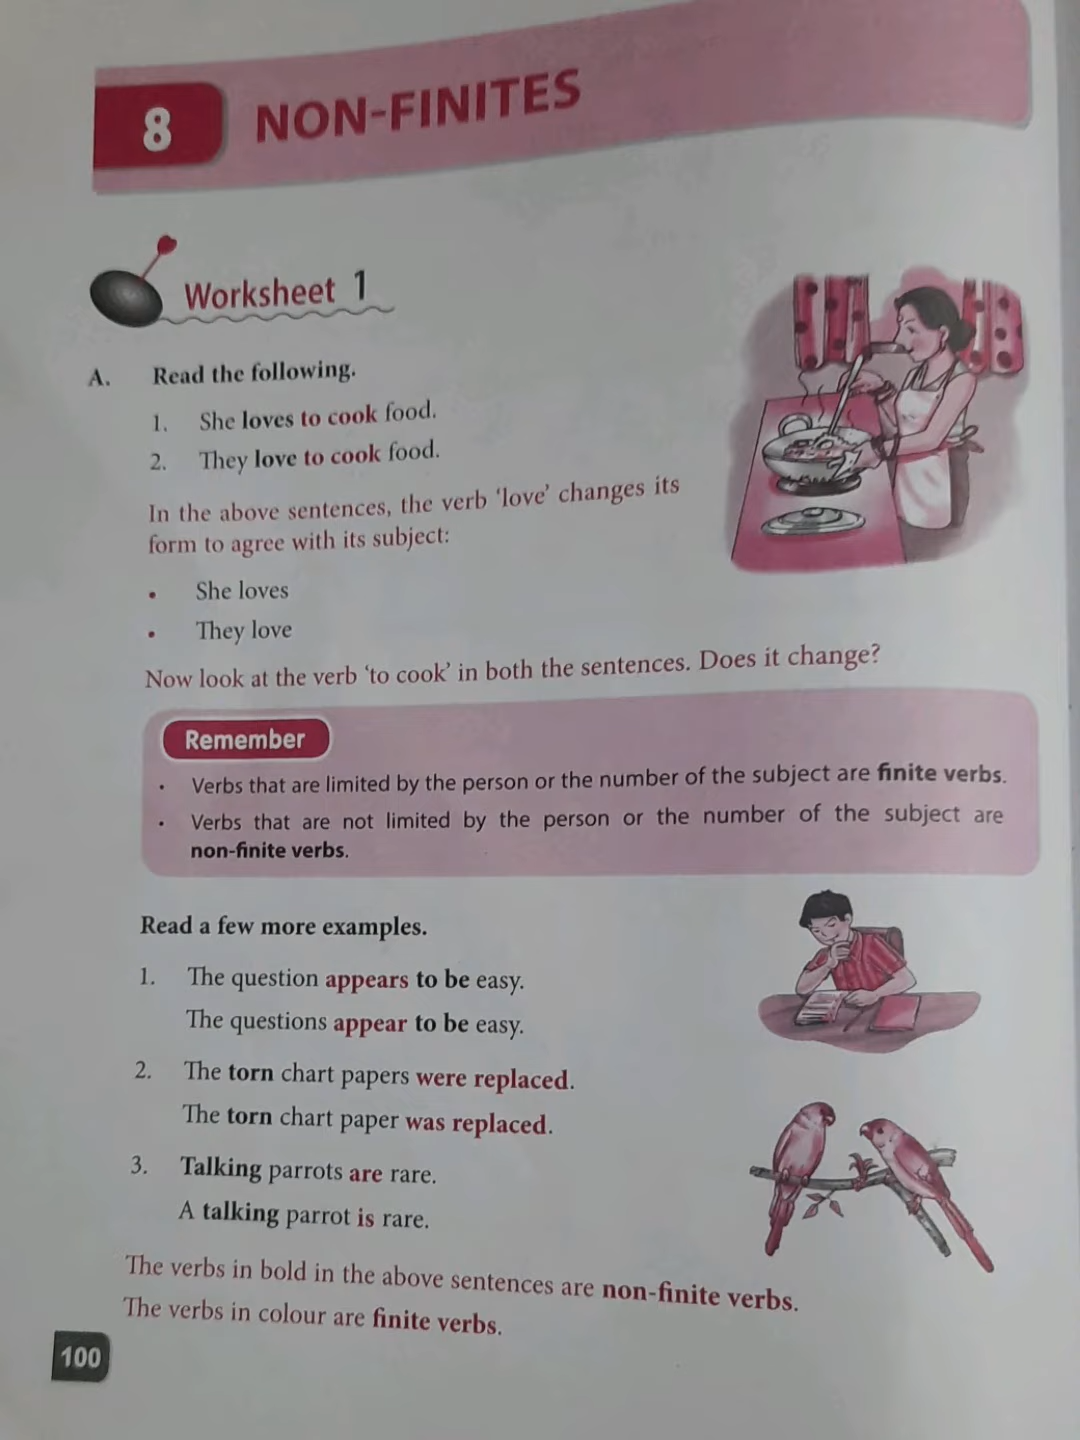 8 NON-FINITES
Worksheet 1
A. Read the following.
1. She loves to cook food.
2. They love to cook food.
In the above sentences, the verb ‘love’ changes its
form to agree with its subject:
• She loves
• They love
Now look at the verb ‘to cook’ in both the sentences. Does it change?
Remember
• Verbs that are limited by the person or the number of the subject are finite verbs.
• Verbs that are not limited by the person or the number of the subject are
non-finite verbs.
Read a few more examples.
1. The question appears to be easy.
The questions appear to be easy.
2. The torn chart papers were replaced.
The torn chart paper was replaced.
3. Talking parrots are rare.
A talking parrot is rare.
The verbs in bold in the above sentences are non-finite verbs.
The verbs in colour are finite verbs.
100